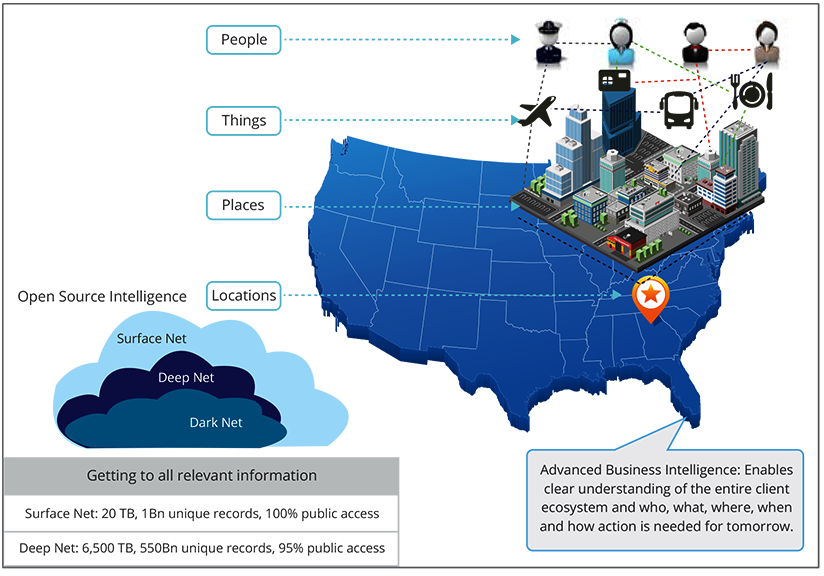 People
Things
Places
Open Source Intelligence
Locations
Surface Net
Deep Net
Dark Net
Getting to all relevant information
Surface Net: 20 TB, 1Bn unique records, 100% public access
Deep Net: 6,500 TB, 550Bn unique records, 95% public access
Advanced Business Intelligence: Enables
clear understanding of the entire client
ecosystem and who, what, where, when
and how action is needed for tomorrow.